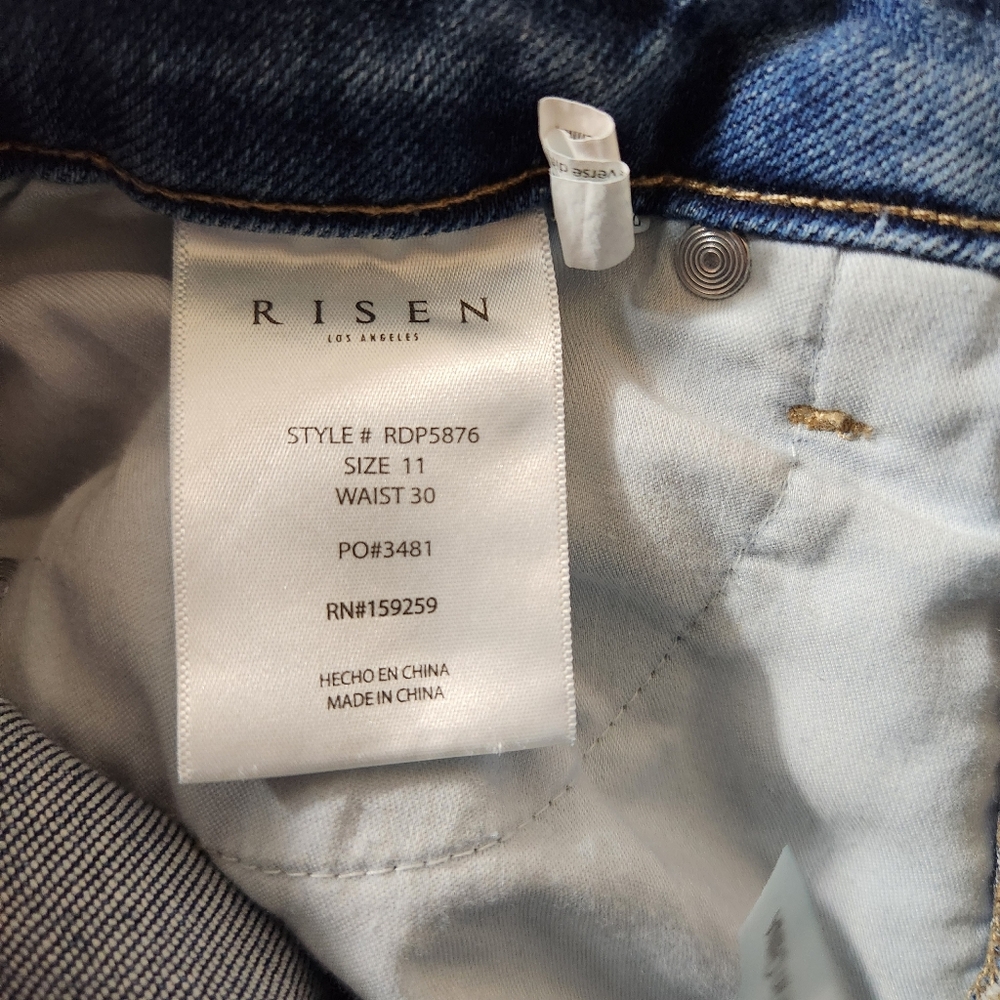 RISEN
LOS ANGELES
STYLE # RDP5876
SIZE 11
WAIST 30
PO#3481
RN#159259
HECHO EN CHINA
MADE IN CHINA
verse